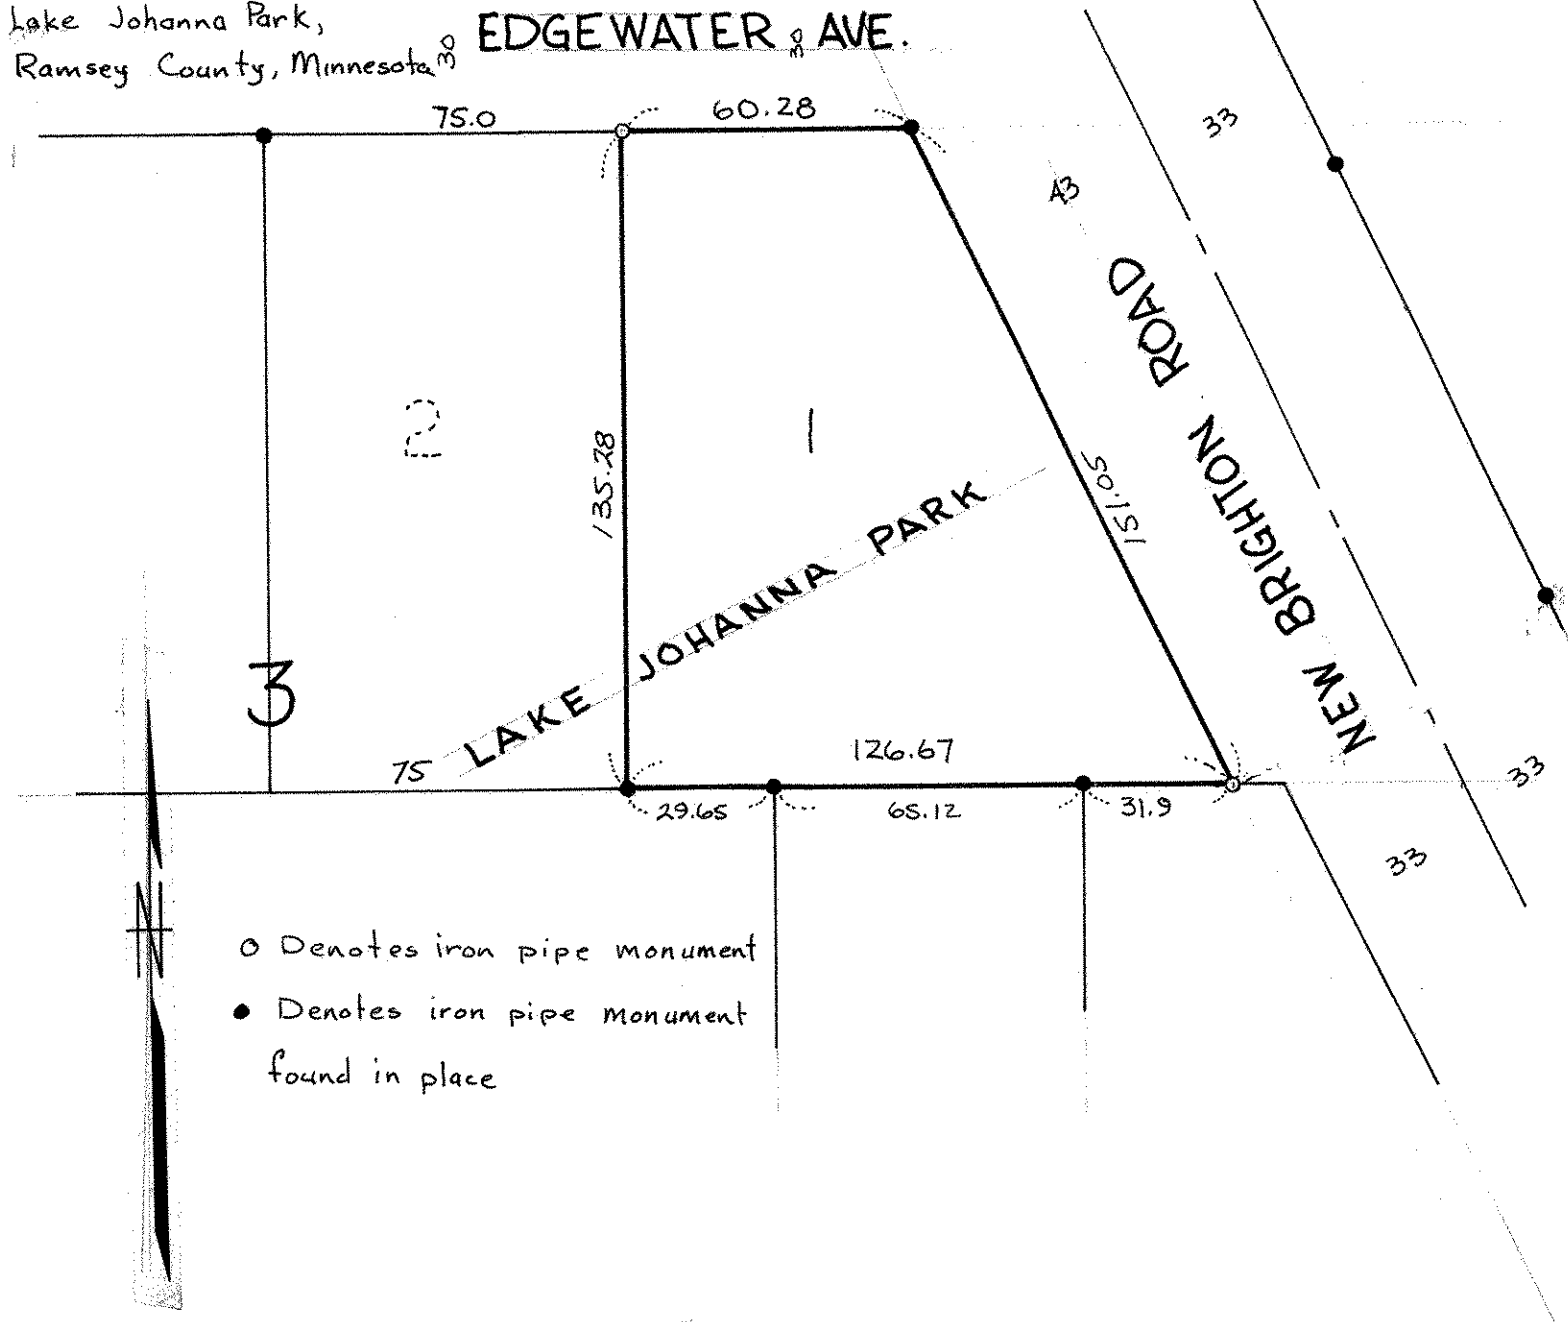 Lake Johanna Park,
Ramsey County, Minnesota
30
EDGEWATER AVE.
30
75.0
60.28
33
43
2
1
135.28
151.05
NEW BRIGHTON ROAD
LAKE JOHANNA PARK
3
75
126.67
29.65
65.12
31.9
33
33
N
o Denotes iron pipe monument
● Denotes iron pipe monument
found in place